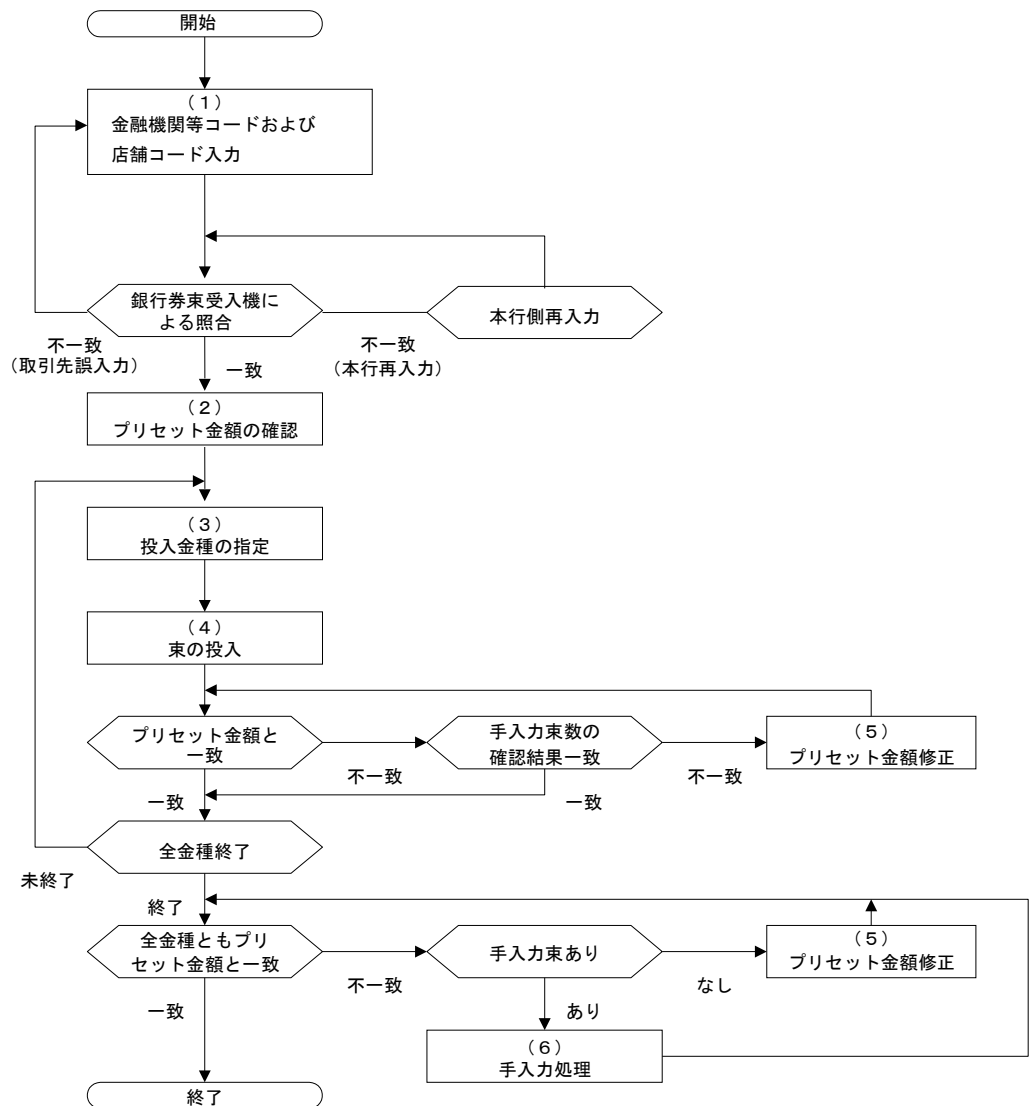 開始
（１）
金融機関等コードおよび
店舗コード入力
銀行券束受入機に
よる照合
本行側再入力
不一致
（取引先誤入力）
一致
不一致
（本行再入力）
（２）
プリセット金額の確認
（３）
投入金種の指定
（４）
束の投入
プリセット金額と
一致
手入力束数の
確認結果一致
（５）
プリセット金額修正
不一致
不一致
一致
一致
全金種終了
未終了
終了
全金種ともプリ
セット金額と一致
手入力束あり
（５）
プリセット金額修正
不一致
なし
一致
あり
（６）
手入力処理
終了